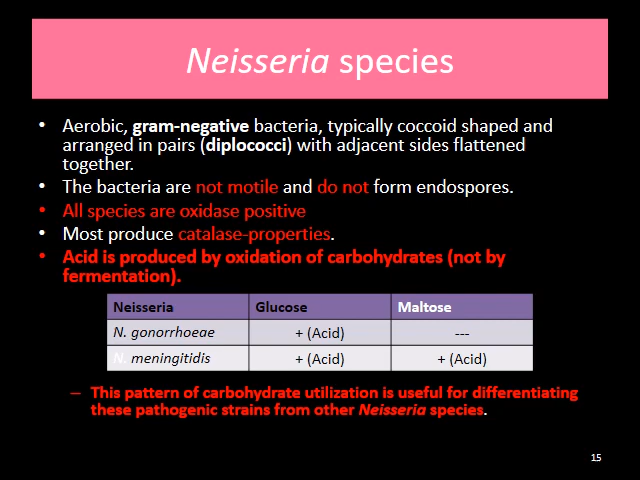 Neisseria species
• Aerobic, gram-negative bacteria, typically coccoid shaped and
arranged in pairs (diplococci) with adjacent sides flattened
together.
• The bacteria are not motile and do not form endospores.
• All species are oxidase positive
• Most produce catalase-properties.
• Acid is produced by oxidation of carbohydrates (not by
fermentation).
Neisseria Glucose Maltose
N. gonorrhoeae + (Acid) ---
N. meningitidis + (Acid) + (Acid)
– This pattern of carbohydrate utilization is useful for differentiating
these pathogenic strains from other Neisseria species.
15